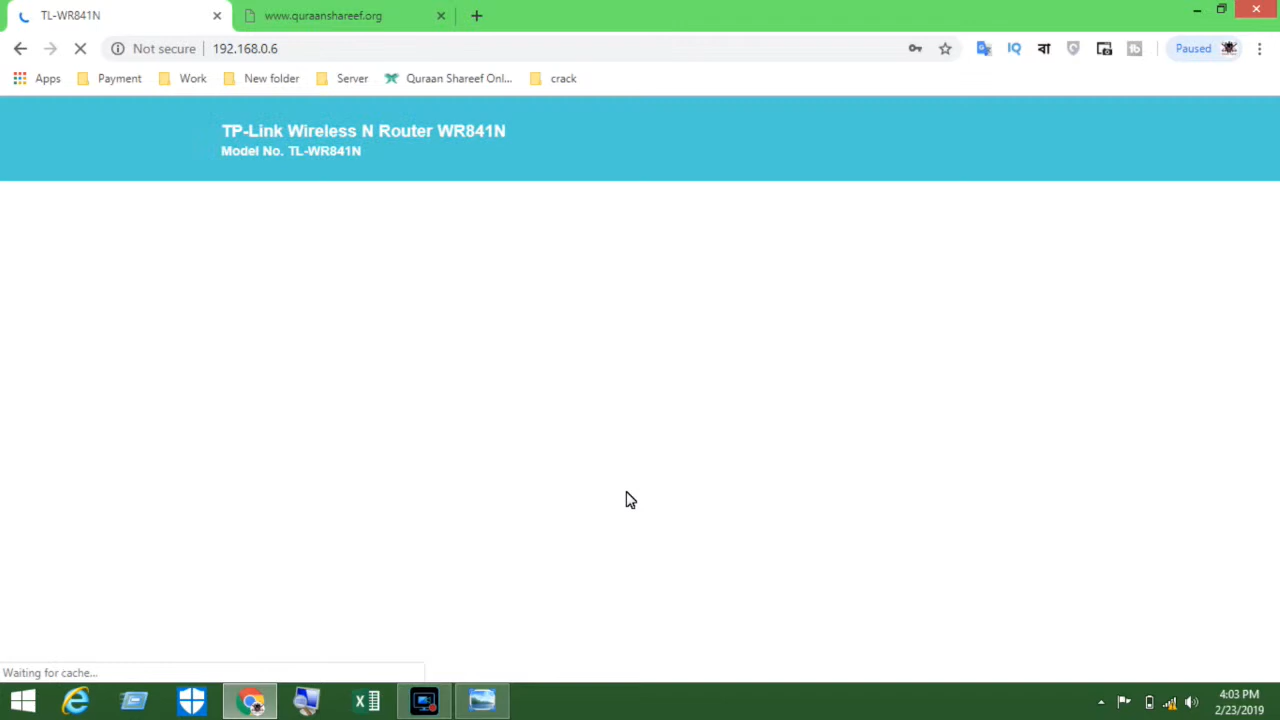 TL-WR841N
www.quraanshareef.org
Not secure
192.168.0.6
বা
Paused
Apps
Payment
Work
New folder
Server
Quraan Shareef Onl...
crack
TP-Link Wireless N Router WR841N
Model No. TL-WR841N
Waiting for cache...
4:03 PM
2/23/2019